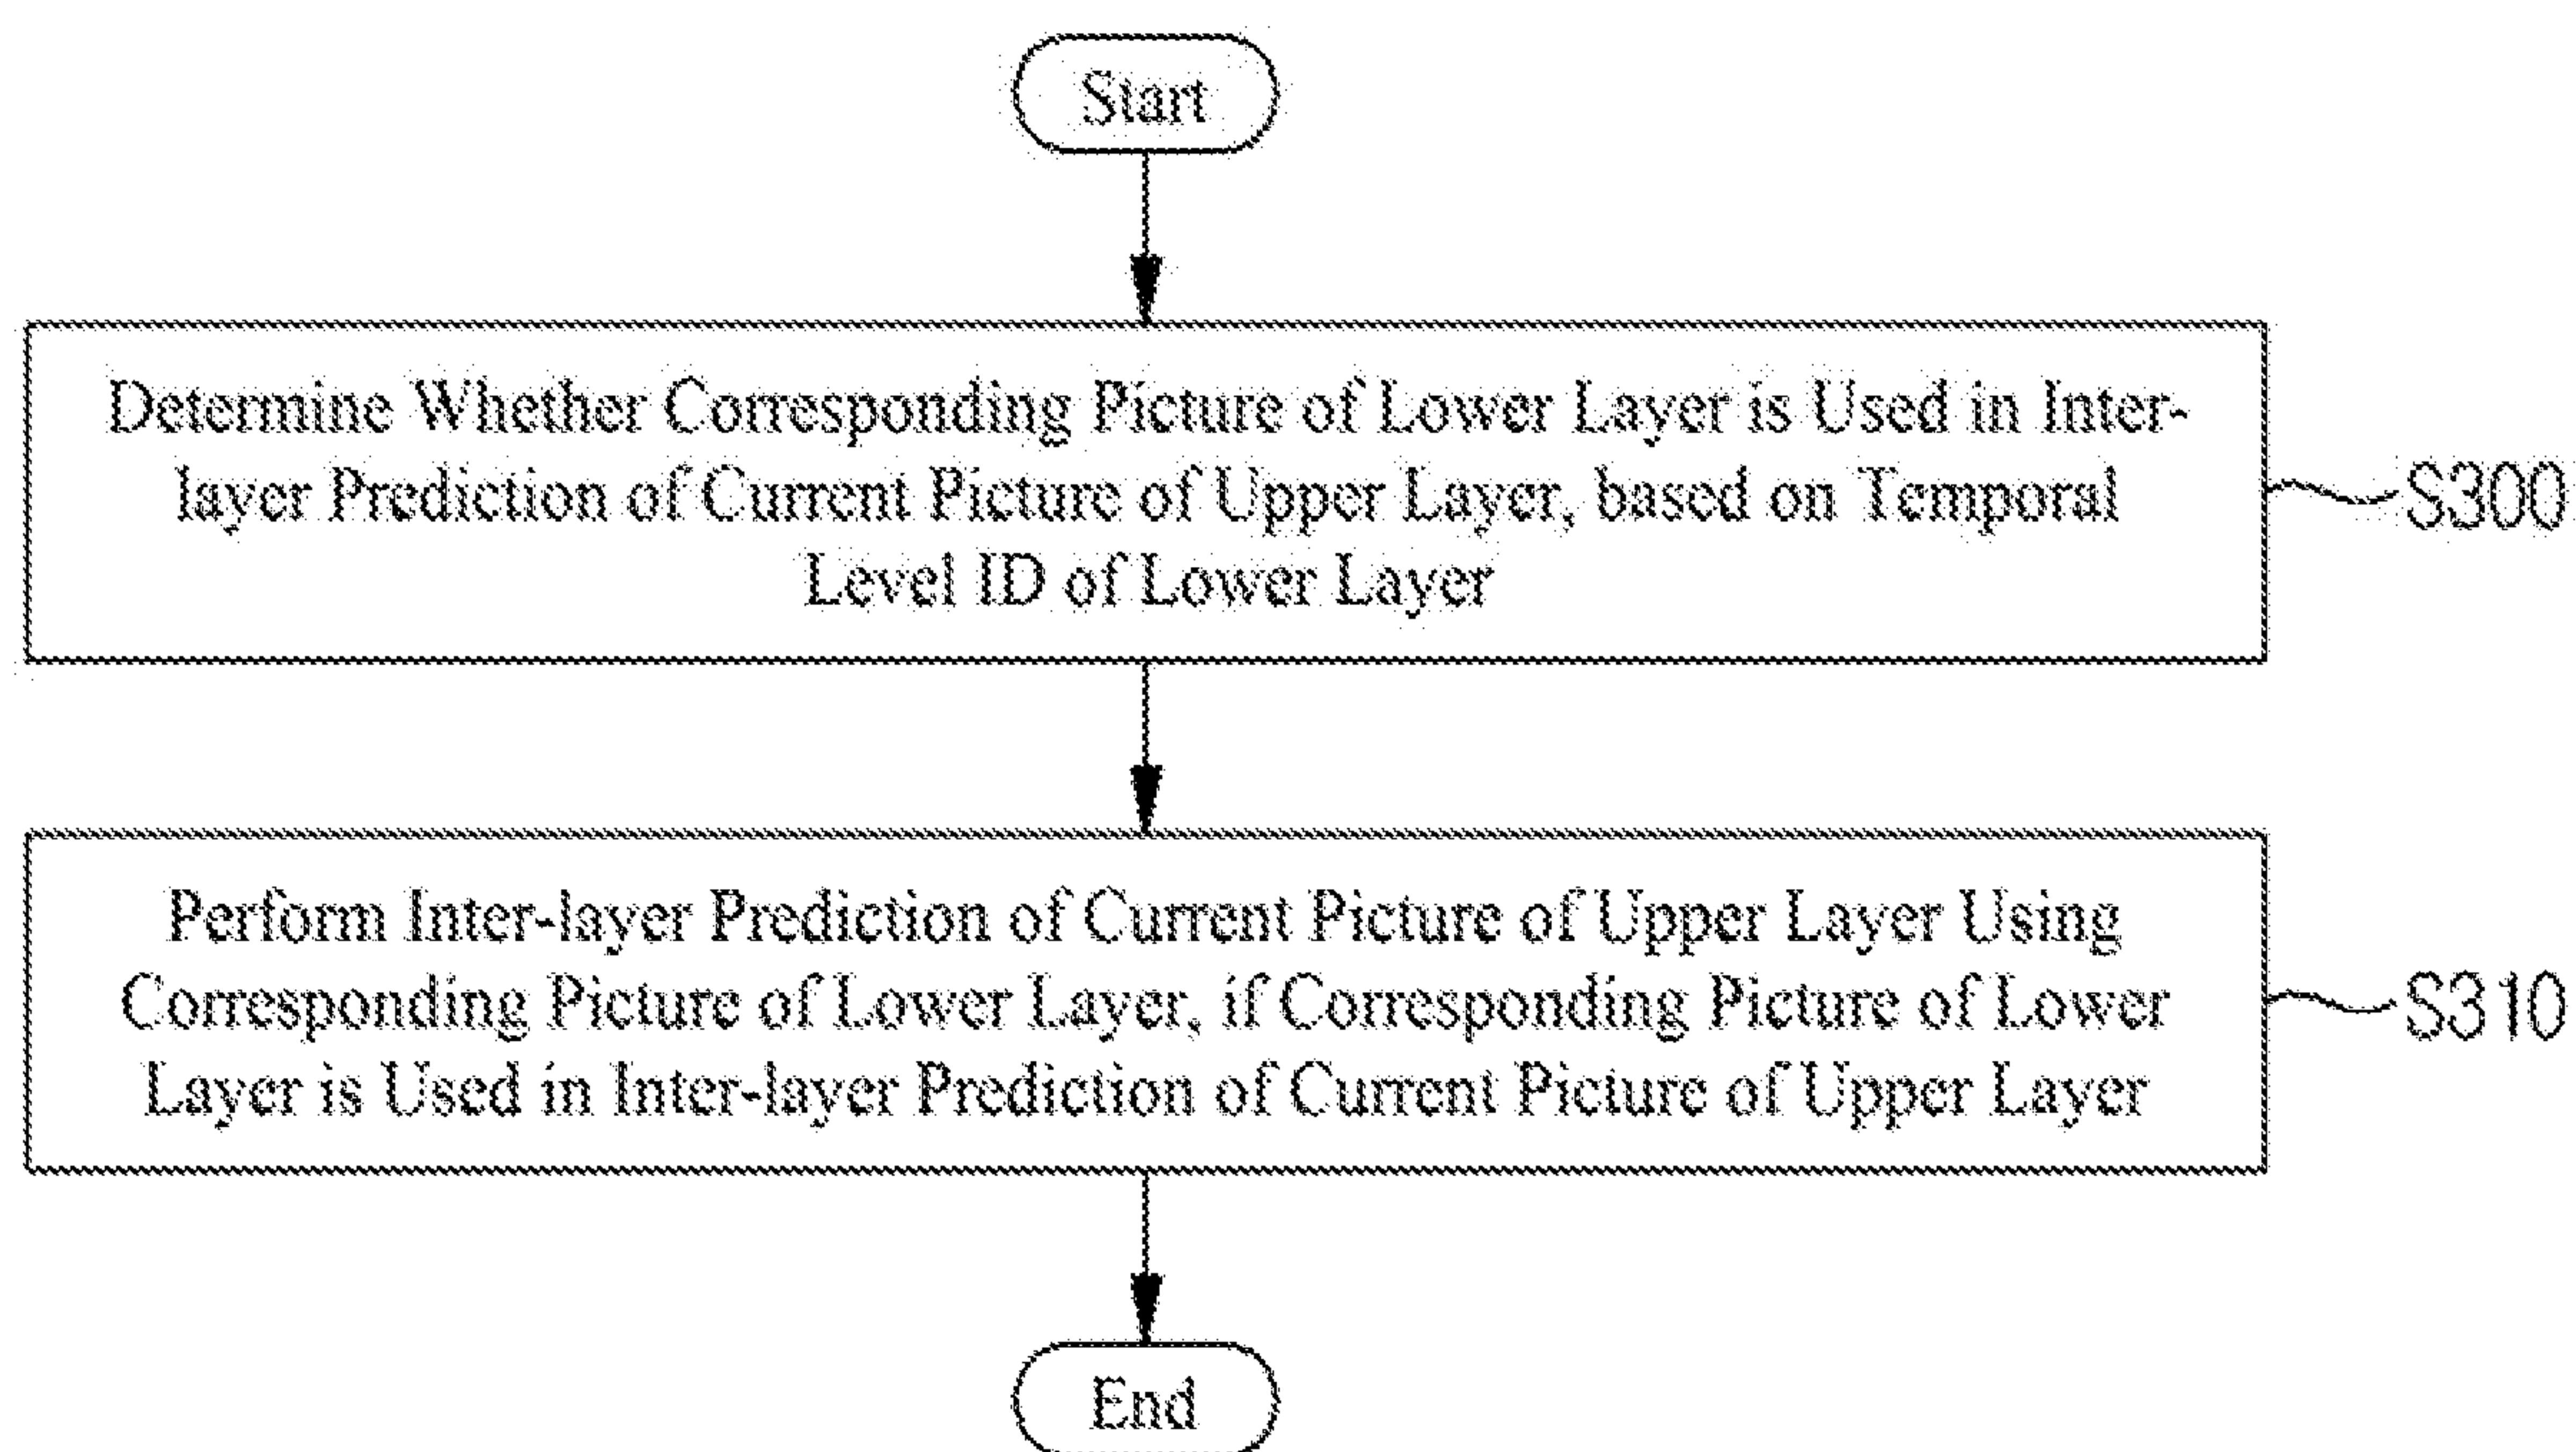 Start
Determine Whether Corresponding Picture of Lower Layer is Used in Inter-
layer Prediction of Current Picture of Upper Layer, based on Temporal
Level ID of Lower Layer
S300
Perform Inter-layer Prediction of Current Picture of Upper Layer Using
Corresponding Picture of Lower Layer, if Corresponding Picture of Lower
Layer is Used in Inter-layer Prediction of Current Picture of Upper Layer
S310
End